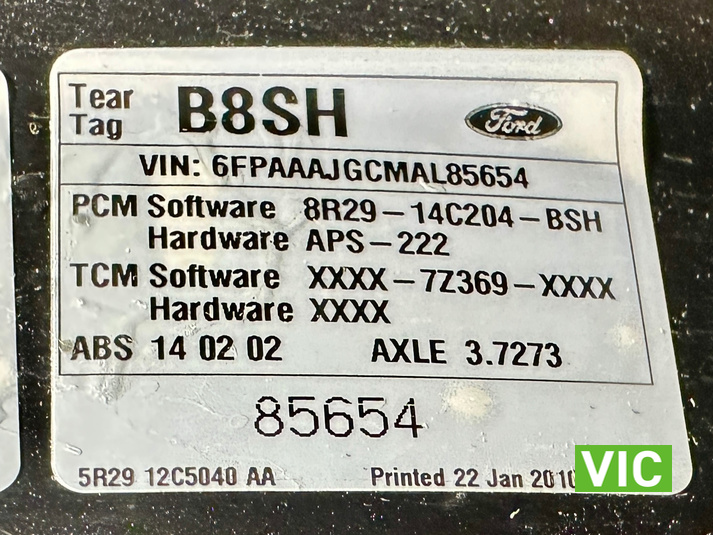 Tear Tag B8SH Ford
VIN: 6FPAAAJGCMAL85654
PCM Software 8R29-14C204-BSH
Hardware APS-222
TCM Software XXXX-7Z369-XXXX
Hardware XXXX
ABS 14 02 02 AXLE 3.7273
85654
5R29 12C5040 AA Printed 22 Jan 2010
VIC